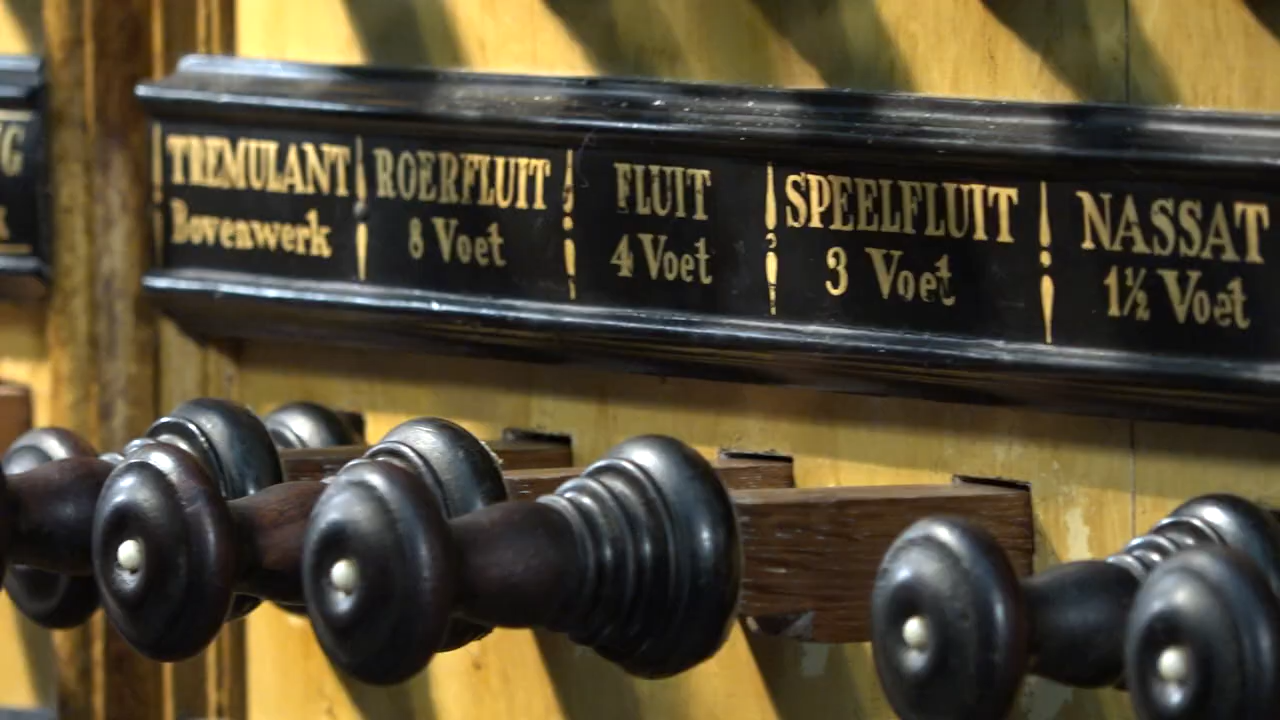 TREMULANT
Bovenwerk
ROERFLUIT
8 Voet
FLUIT
4 Voet
SPEELFLUIT
3 Voet
NASSAT
1½ Voet